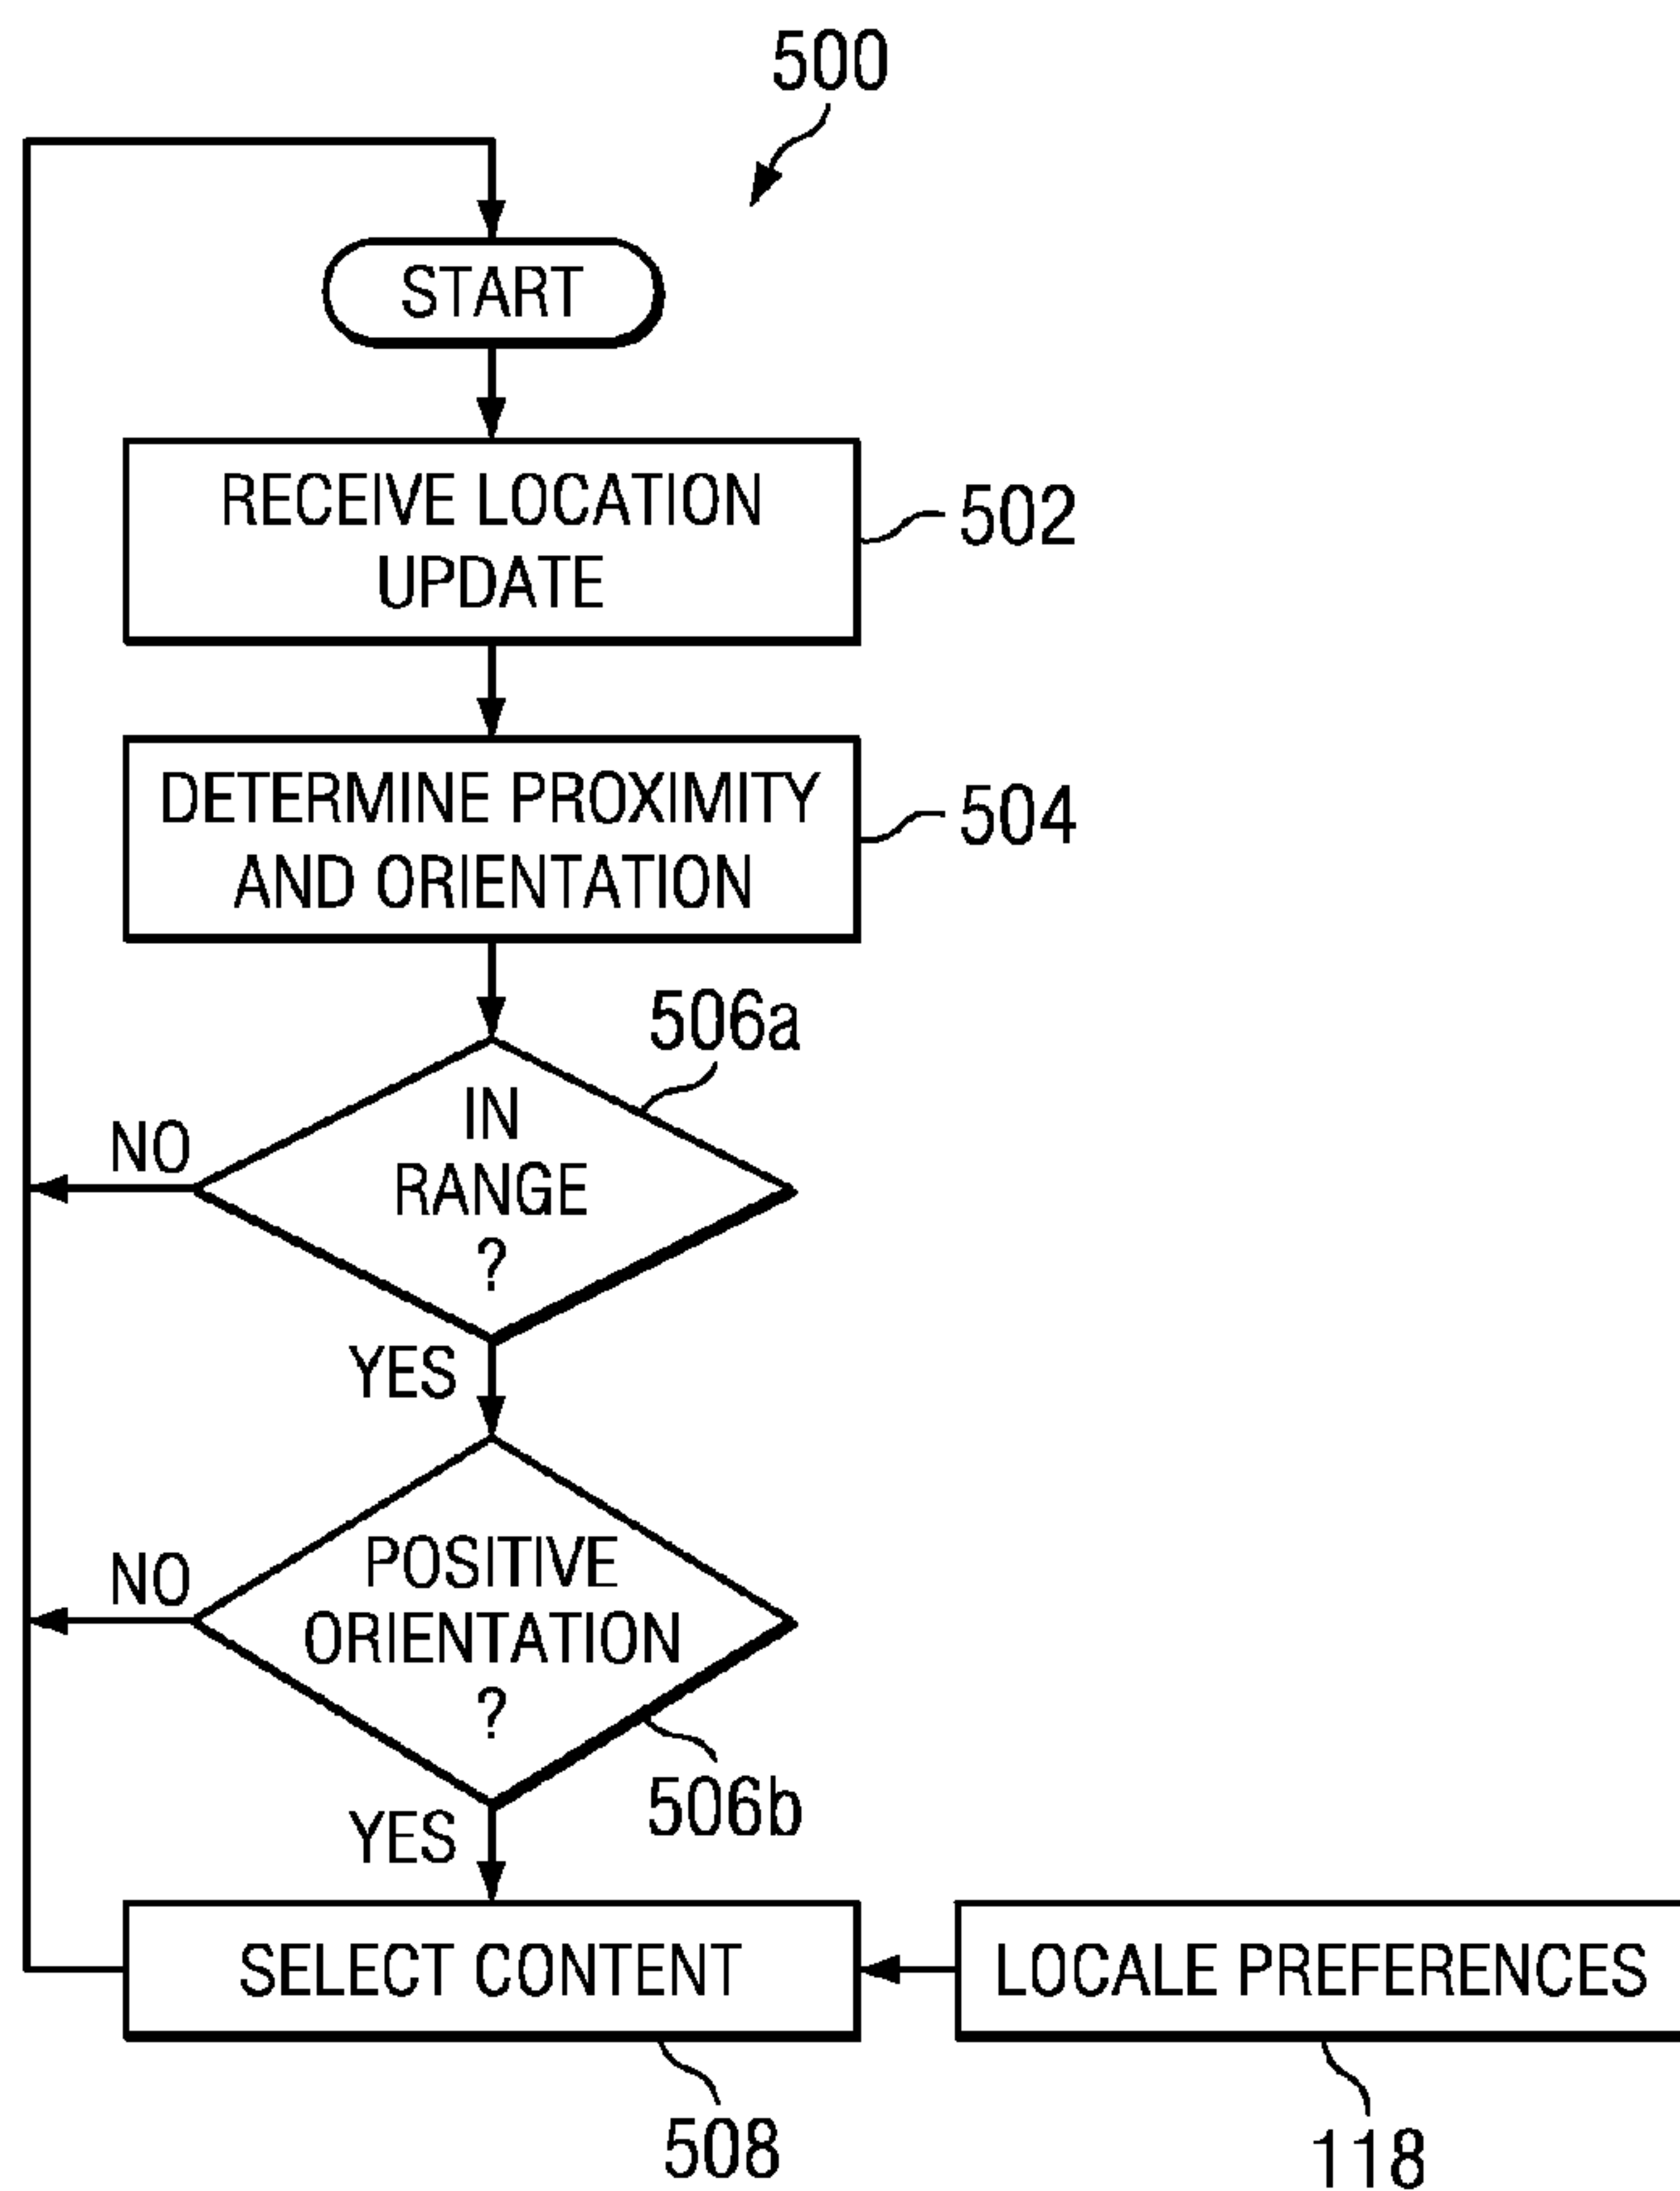 500
START
RECEIVE LOCATION
UPDATE
502
DETERMINE PROXIMITY
AND ORIENTATION
504
506a
IN
RANGE
?
NO
YES
POSITIVE
ORIENTATION
?
NO
506b
YES
SELECT CONTENT
LOCALE PREFERENCES
508
118